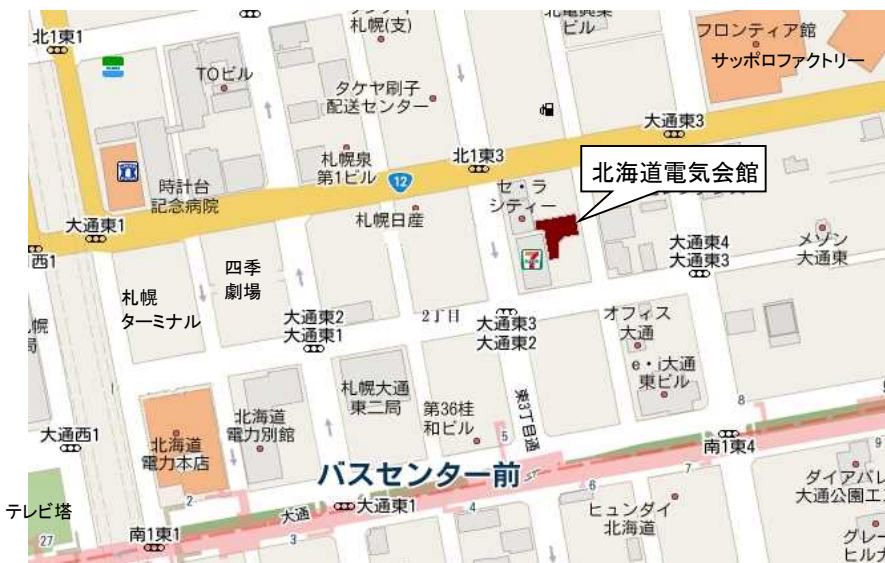 北1東1
札幌(支)
ビル
フロンティア館
サッポロファクトリー
TOビル
タケヤ刷子
配送センター
大通東3
札幌泉
第1ビル
12
北1東3
北海道電気会館
時計台
記念病院
セ・ラ
シティー
札幌日産
大通東1
西1
四季
劇場
大通東4
大通東3
メゾン
大通東
札幌
ターミナル
大通東2
大通東1
2丁目
大通東3
大通東2
オフィス
大通
e・i大通
東ビル
札幌大通
東二局
第36桂
和ビル
東3丁目通
北海道
電力別館
北海道
電力本店
大通西1
5
8
9
南1東4
バスセンター前
6
7
ダイアパレ
大通公園エ
テレビ塔
2
大通
大通東1
4
3
27
南1東1
ヒュンダイ
北海道
グレー
ヒルナ